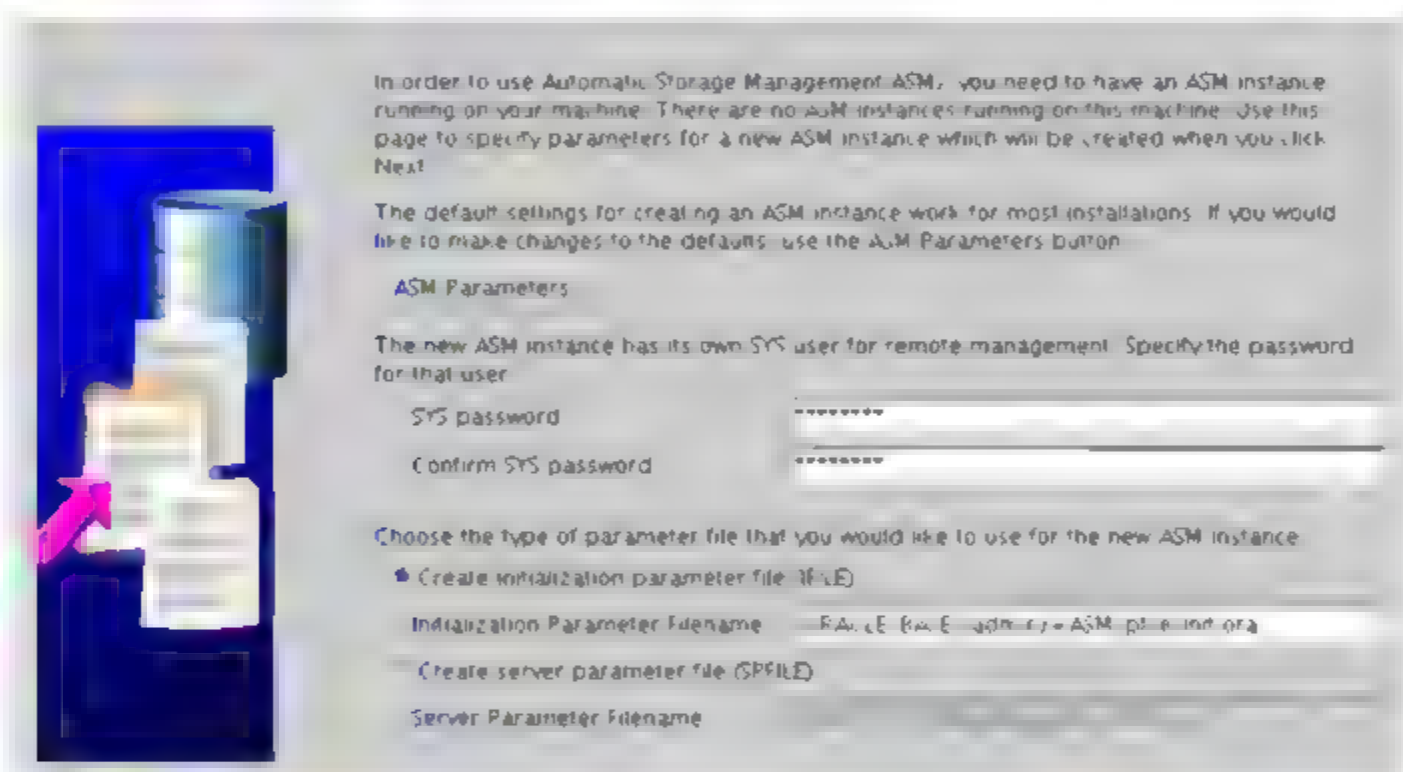 In order to use Automatic Storage Management ASM, you need to have an ASM instance
running on your machine There are no ASM instances running on this machine Use this
page to specify parameters for a new ASM instance which will be created when you click
Next
The default settings for creating an ASM instance work for most installations If you would
like to make changes to the defaults use the ASM Parameters button
ASM Parameters
The new ASM instance has its own SYS user for remote management Specify the password
for that user
SYS password ********
Confirm SYS password ********
Choose the type of parameter file that you would like to use for the new ASM instance
Create initialization parameter file (IFILE)
Initialization Parameter Filename
Create server parameter file (SPFILE)
Server Parameter Filename